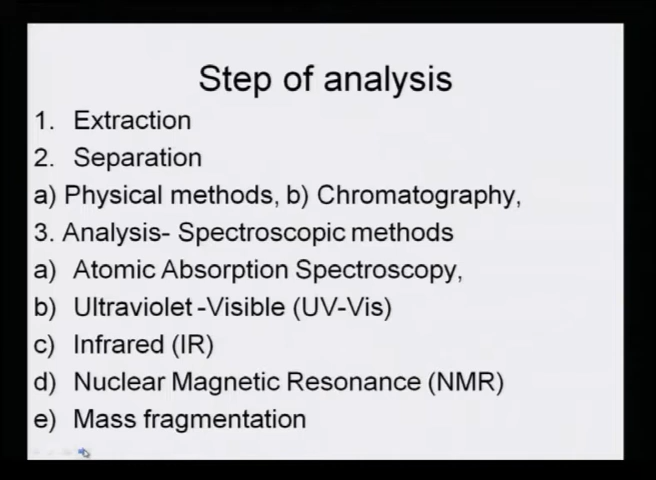 Step of analysis
1. Extraction
2. Separation
a) Physical methods, b) Chromatography,
3. Analysis- Spectroscopic methods
a) Atomic Absorption Spectroscopy,
b) Ultraviolet -Visible (UV-Vis)
c) Infrared (IR)
d) Nuclear Magnetic Resonance (NMR)
e) Mass fragmentation